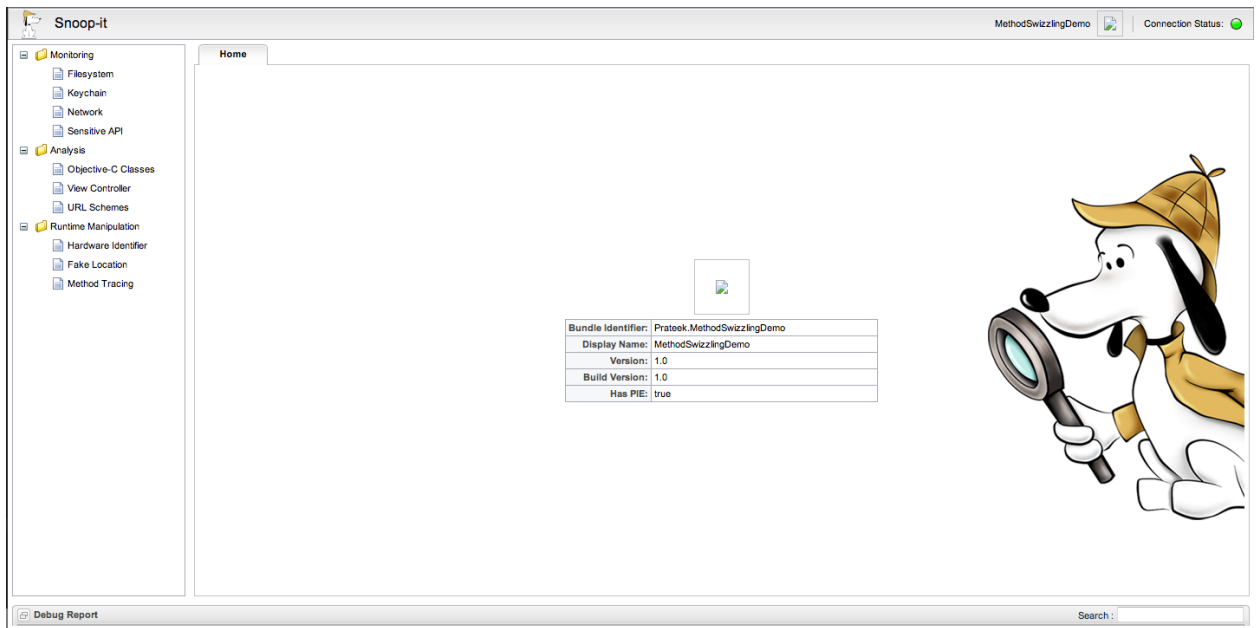 Snoop-it
MethodSwizzlingDemo
Connection Status:
Monitoring
Filesystem
Keychain
Network
Sensitive API
Analysis
Objective-C Classes
View Controller
URL Schemes
Runtime Manipulation
Hardware Identifier
Fake Location
Method Tracing
Home
Bundle Identifier: Prateek.MethodSwizzlingDemo
Display Name: MethodSwizzlingDemo
Version: 1.0
Build Version: 1.0
Has PIE: true
Debug Report
Search :